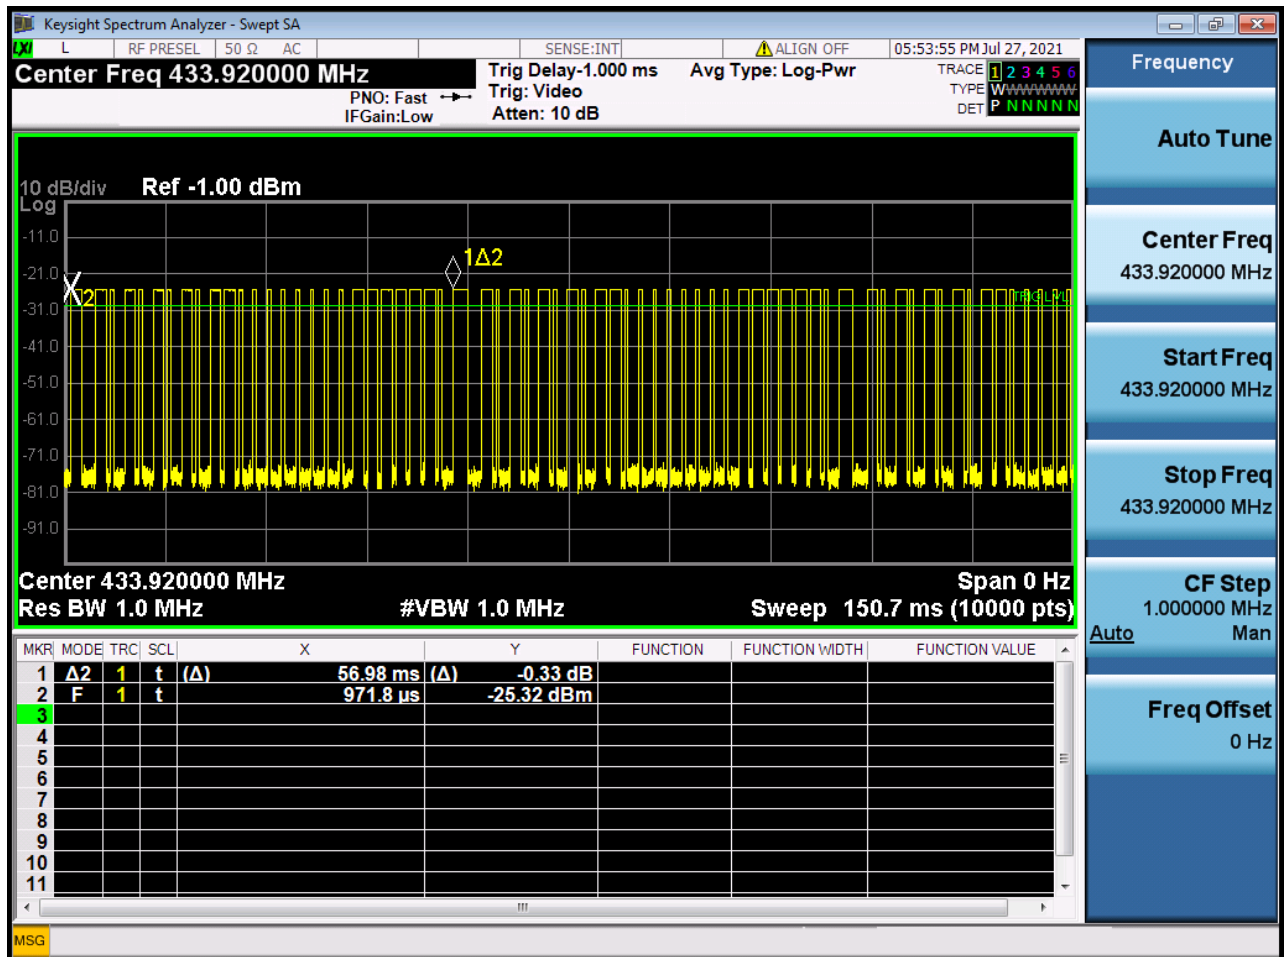 Keysight Spectrum Analyzer - Swept SA
LXI L RF PRESEL 50 Ω AC SENSE:INT ALIGN OFF 05:53:55 PM Jul 27, 2021
Center Freq 433.920000 MHz
PNO: Fast
IFGain:Low
Trig Delay-1.000 ms
Trig: Video
Atten: 10 dB
Avg Type: Log-Pwr
TRACE 1 2 3 4 5 6
TYPE WWWWWW
DET P N N N N N
10 dB/div Ref -1.00 dBm
Log
-11.0
1Δ2
-21.0
2
TRIG LVL
-31.0
-41.0
-51.0
-61.0
-71.0
-81.0
-91.0
Center 433.920000 MHz Span 0 Hz
Res BW 1.0 MHz #VBW 1.0 MHz Sweep 150.7 ms (10000 pts)
MKR MODE TRC SCL X Y FUNCTION FUNCTION WIDTH FUNCTION VALUE
1 Δ2 1 t (Δ) 56.98 ms (Δ) -0.33 dB
2 F 1 t 971.8 µs -25.32 dBm
3
4
5
6
7
8
9
10
11
MSG
Frequency
Auto Tune
Center Freq
433.920000 MHz
Start Freq
433.920000 MHz
Stop Freq
433.920000 MHz
CF Step
1.000000 MHz
Auto Man
Freq Offset
0 Hz